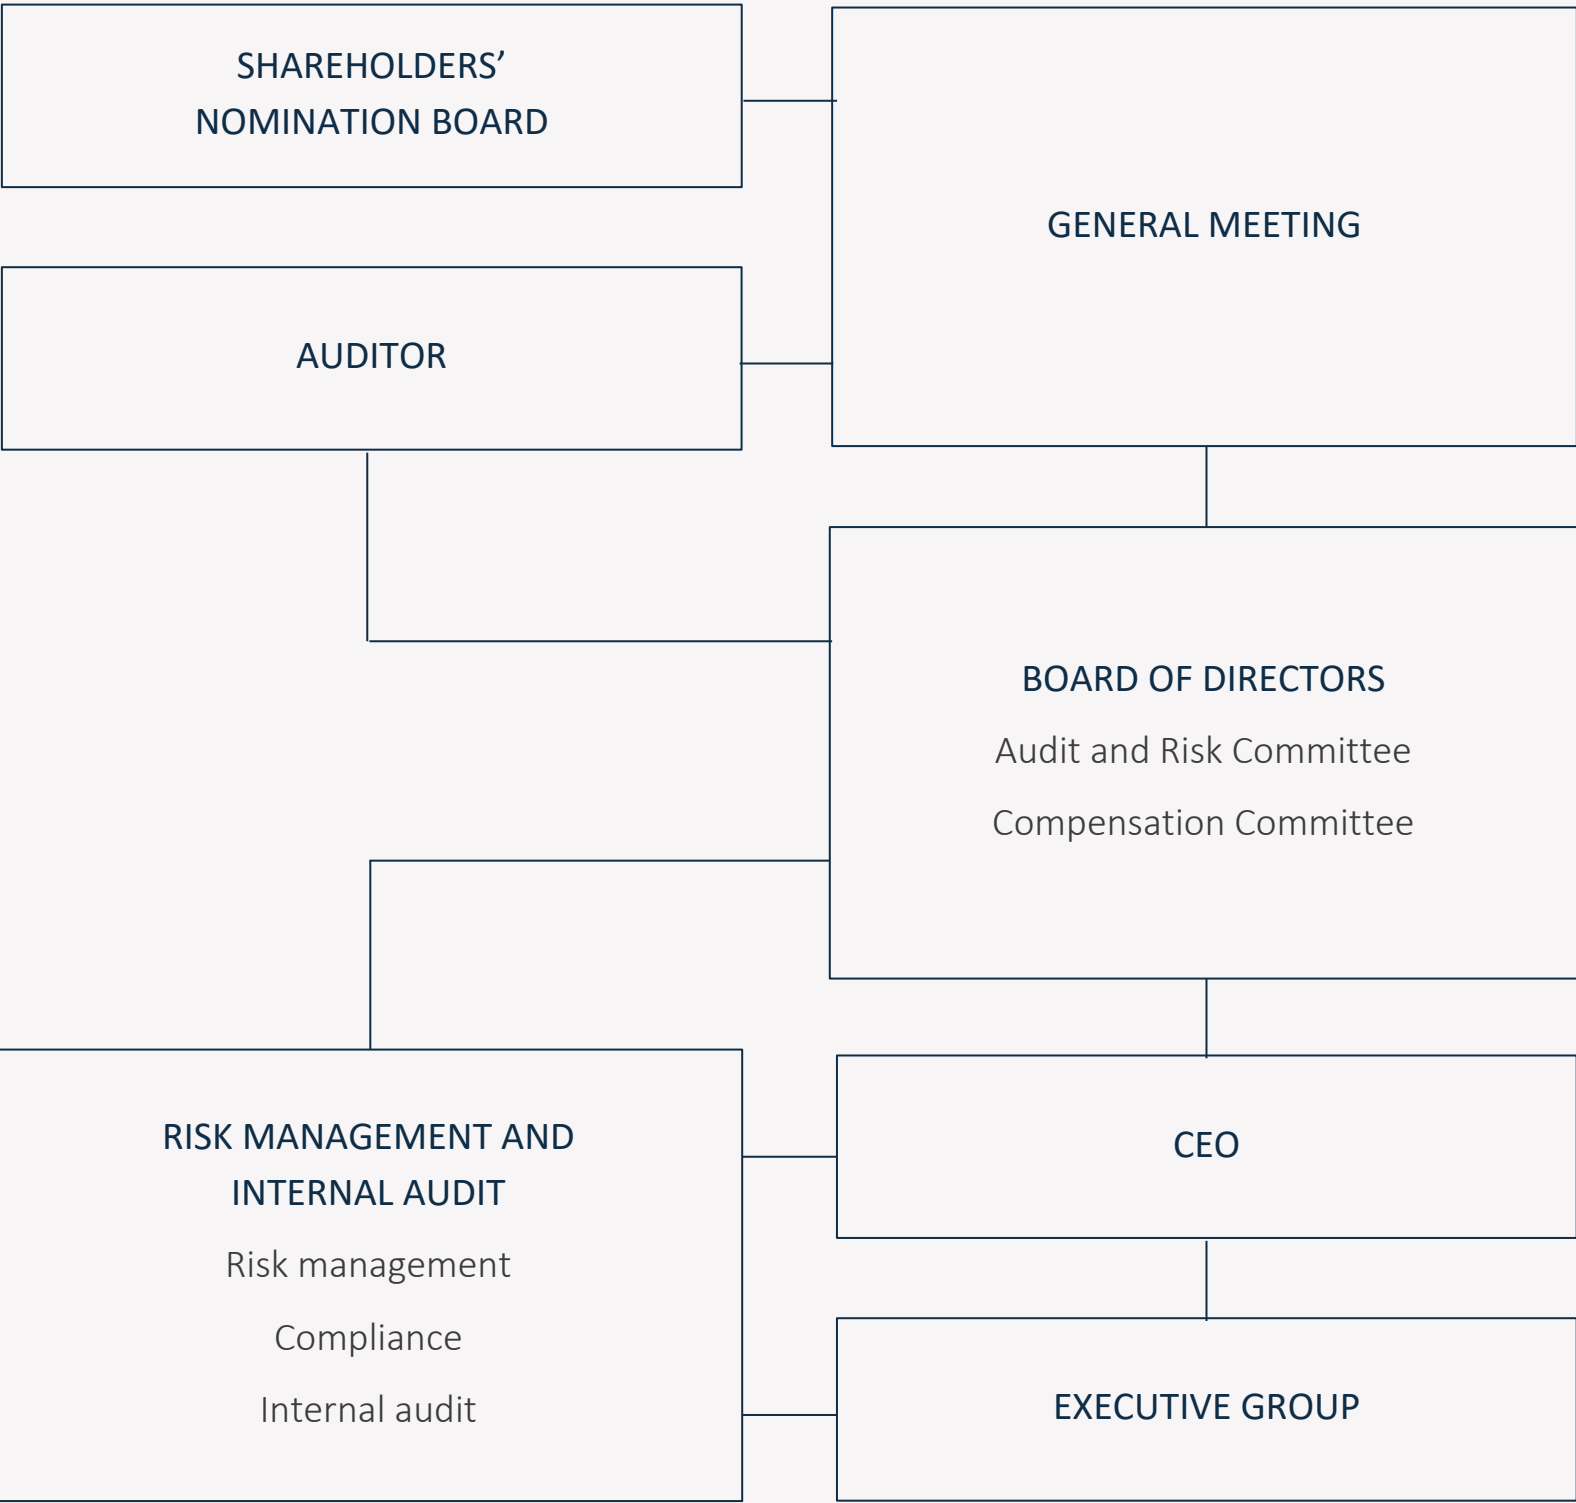 SHAREHOLDERS’
NOMINATION BOARD
GENERAL MEETING
AUDITOR
BOARD OF DIRECTORS
Audit and Risk Committee
Compensation Committee
RISK MANAGEMENT AND
INTERNAL AUDIT
Risk management
Compliance
Internal audit
CEO
EXECUTIVE GROUP